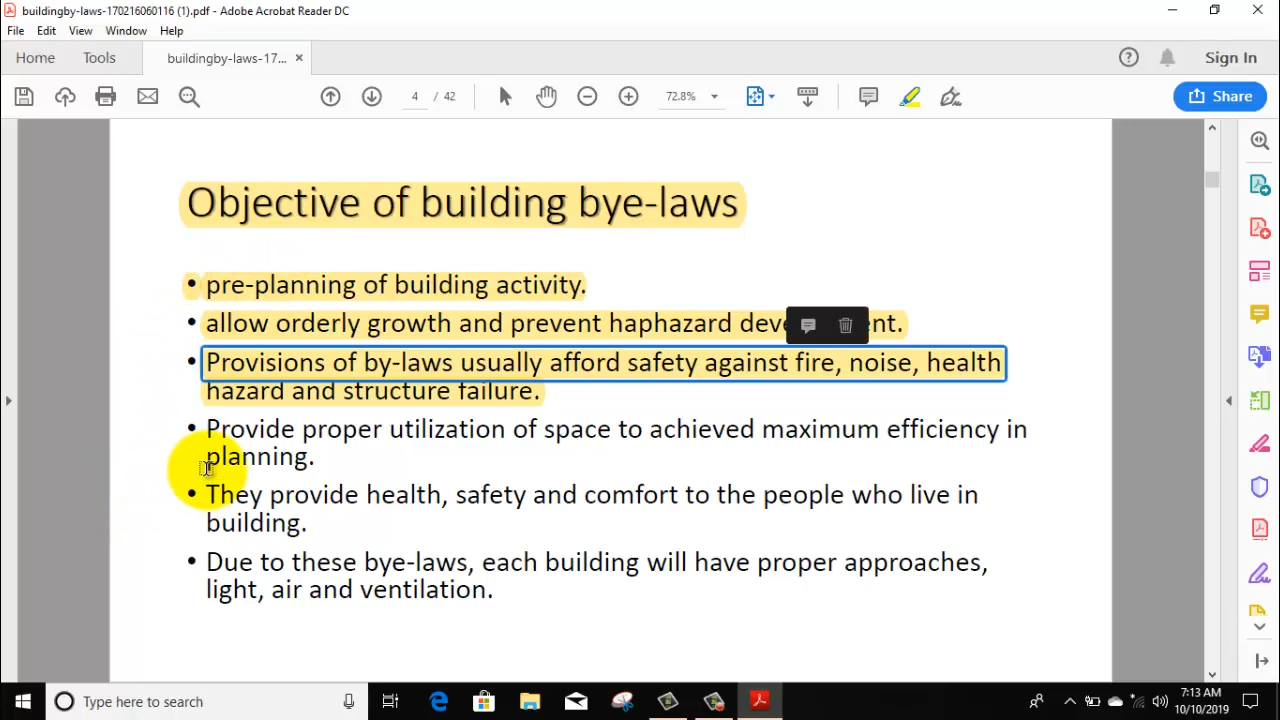 buildingby-laws-170216060116 (1).pdf - Adobe Acrobat Reader DC
File Edit View Window Help
Home Tools buildingby-laws-17... × Sign In
4 / 42 72.8% Share
Objective of building bye-laws
• pre-planning of building activity.
• allow orderly growth and prevent haphazard
• Provisions of by-laws usually afford safety against fire, noise, health
hazard and structure failure.
• Provide proper utilization of space to achieved maximum efficiency in
planning.
• They provide health, safety and comfort to the people who live in
building.
• Due to these bye-laws, each building will have proper approaches,
light, air and ventilation.
Type here to search
7:13 AM
10/10/2019